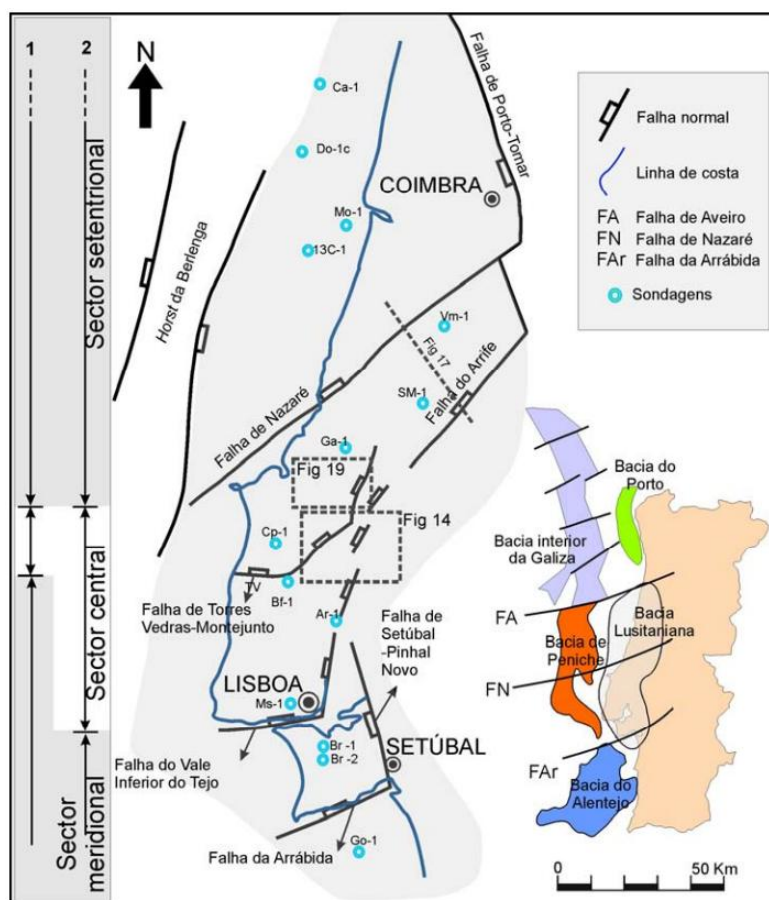 1
2
Sector setentrional
Sector central
Sector
meridional
N
Ca-1
Do-1c
Mo-1
13C-1
COIMBRA
Falha de Porto-Tomar
Horst da Berlenga
Vm-1
Fig 17
SM-1
Falha do Arrife
Falha de Nazaré
Ga-1
Fig 19
Fig 14
Cp-1
TV
Bf-1
Falha de Torres
Vedras-Montejunto
Ar-1
Falha de
Setúbal
-Pinhal
Novo
LISBOA
Ms-1
Br -1
Br -2
SETÚBAL
Falha do Vale
Inferior do Tejo
Falha da Arrábida
Go-1
Falha normal
Linha de costa
FA Falha de Aveiro
FN Falha de Nazaré
FAr Falha da Arrábida
Sondagens
Bacia do
Porto
Bacia interior
da Galiza
FA
Bacia de
Peniche
Bacia
Lusitaniana
FN
FAr
Bacia do
Alentejo
0 50 Km